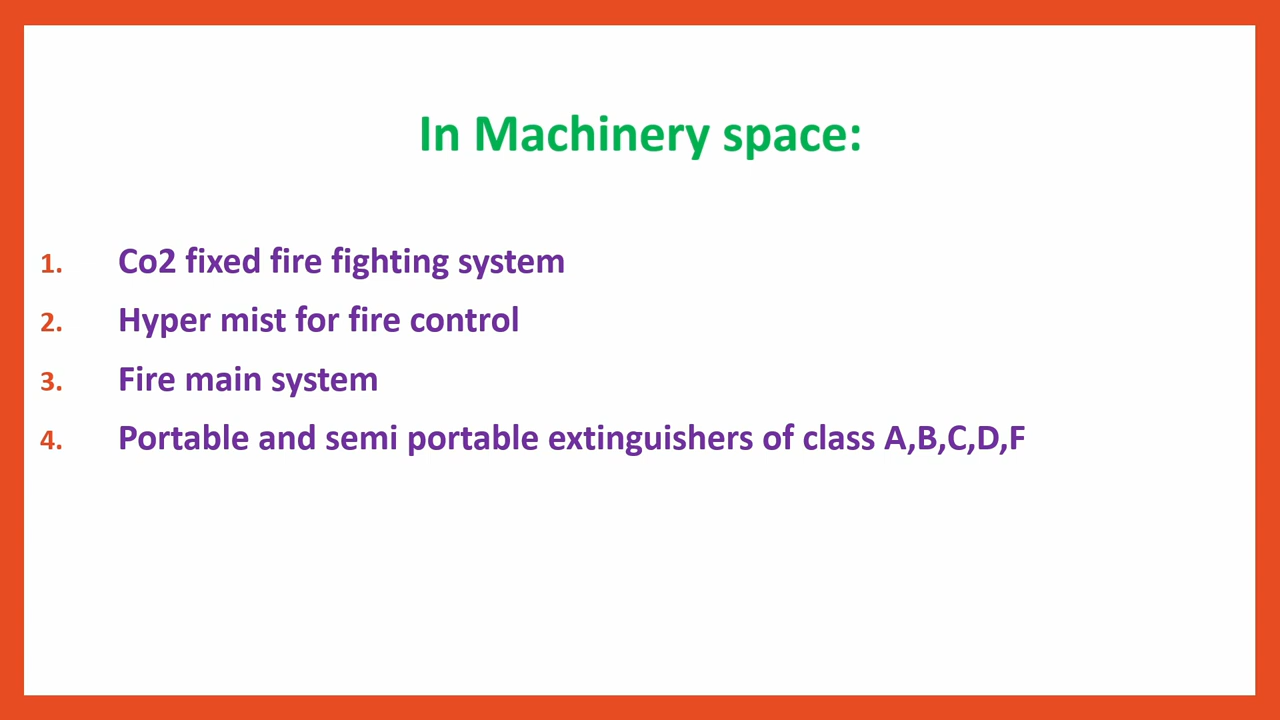 In Machinery space:
1. Co2 fixed fire fighting system
2. Hyper mist for fire control
3. Fire main system
4. Portable and semi portable extinguishers of class A,B,C,D,F